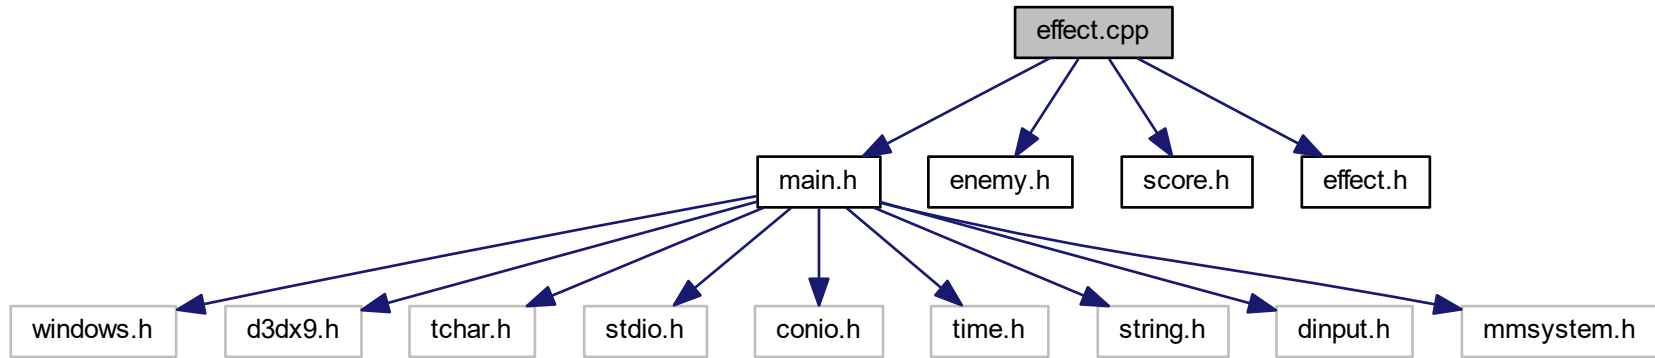 effect.cpp
main.h
enemy.h
score.h
effect.h
windows.h
d3dx9.h
tchar.h
stdio.h
conio.h
time.h
string.h
dinput.h
mmsystem.h